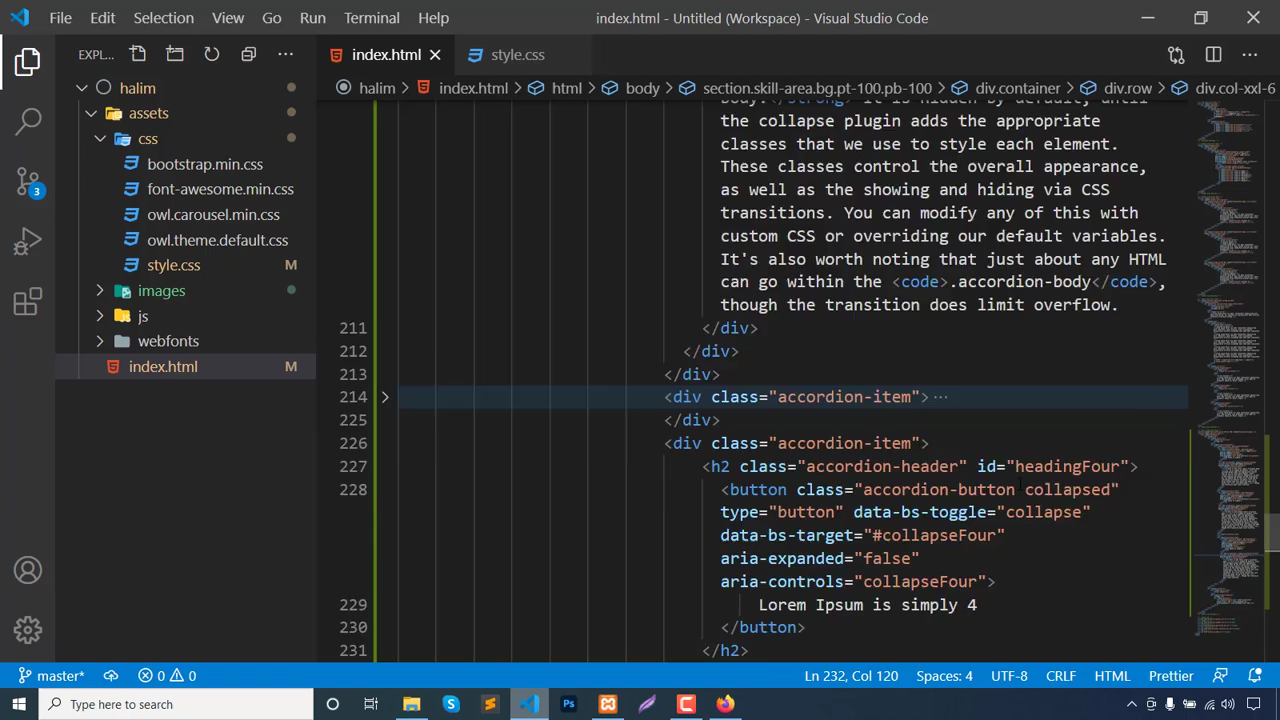 File Edit Selection View Go Run Terminal Help
index.html - Untitled (Workspace) - Visual Studio Code
EXPL...
index.html
style.css
halim
assets
css
bootstrap.min.css
font-awesome.min.css
owl.carousel.min.css
owl.theme.default.css
style.css M
images
js
webfonts
index.html M
3
halim > index.html > html > body > section.skill-area.bg.pt-100.pb-100 > div.container > div.row > div.col-xxl-6
body.</strong> It is hidden by default, until
the collapse plugin adds the appropriate
classes that we use to style each element.
These classes control the overall appearance,
as well as the showing and hiding via CSS
transitions. You can modify any of this with
custom CSS or overriding our default variables.
It's also worth noting that just about any HTML
can go within the <code>.accordion-body</code>,
though the transition does limit overflow.
211 </div>
212 </div>
213 </div>
214 <div class="accordion-item">···
225 </div>
226 <div class="accordion-item">
227 <h2 class="accordion-header" id="headingFour">
228 <button class="accordion-button collapsed"
type="button" data-bs-toggle="collapse"
data-bs-target="#collapseFour"
aria-expanded="false"
aria-controls="collapseFour">
229 Lorem Ipsum is simply 4
230 </button>
231 </h2>
master* 0 0 Ln 232, Col 120 Spaces: 4 UTF-8 CRLF HTML Prettier
Type here to search